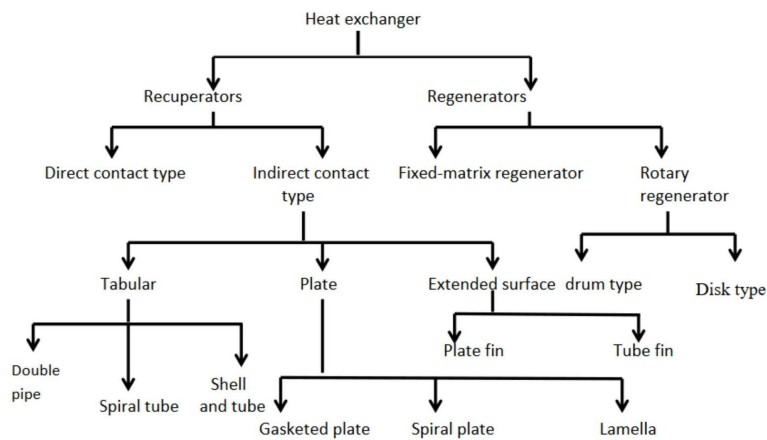 Heat exchanger
Recuperators
Regenerators
Direct contact type
Indirect contact
type
Fixed-matrix regenerator
Rotary
regenerator
Tabular
Plate
Extended surface
drum type
Disk type
Plate fin
Tube fin
Double
pipe
Spiral tube
Shell
and tube
Gasketed plate
Spiral plate
Lamella